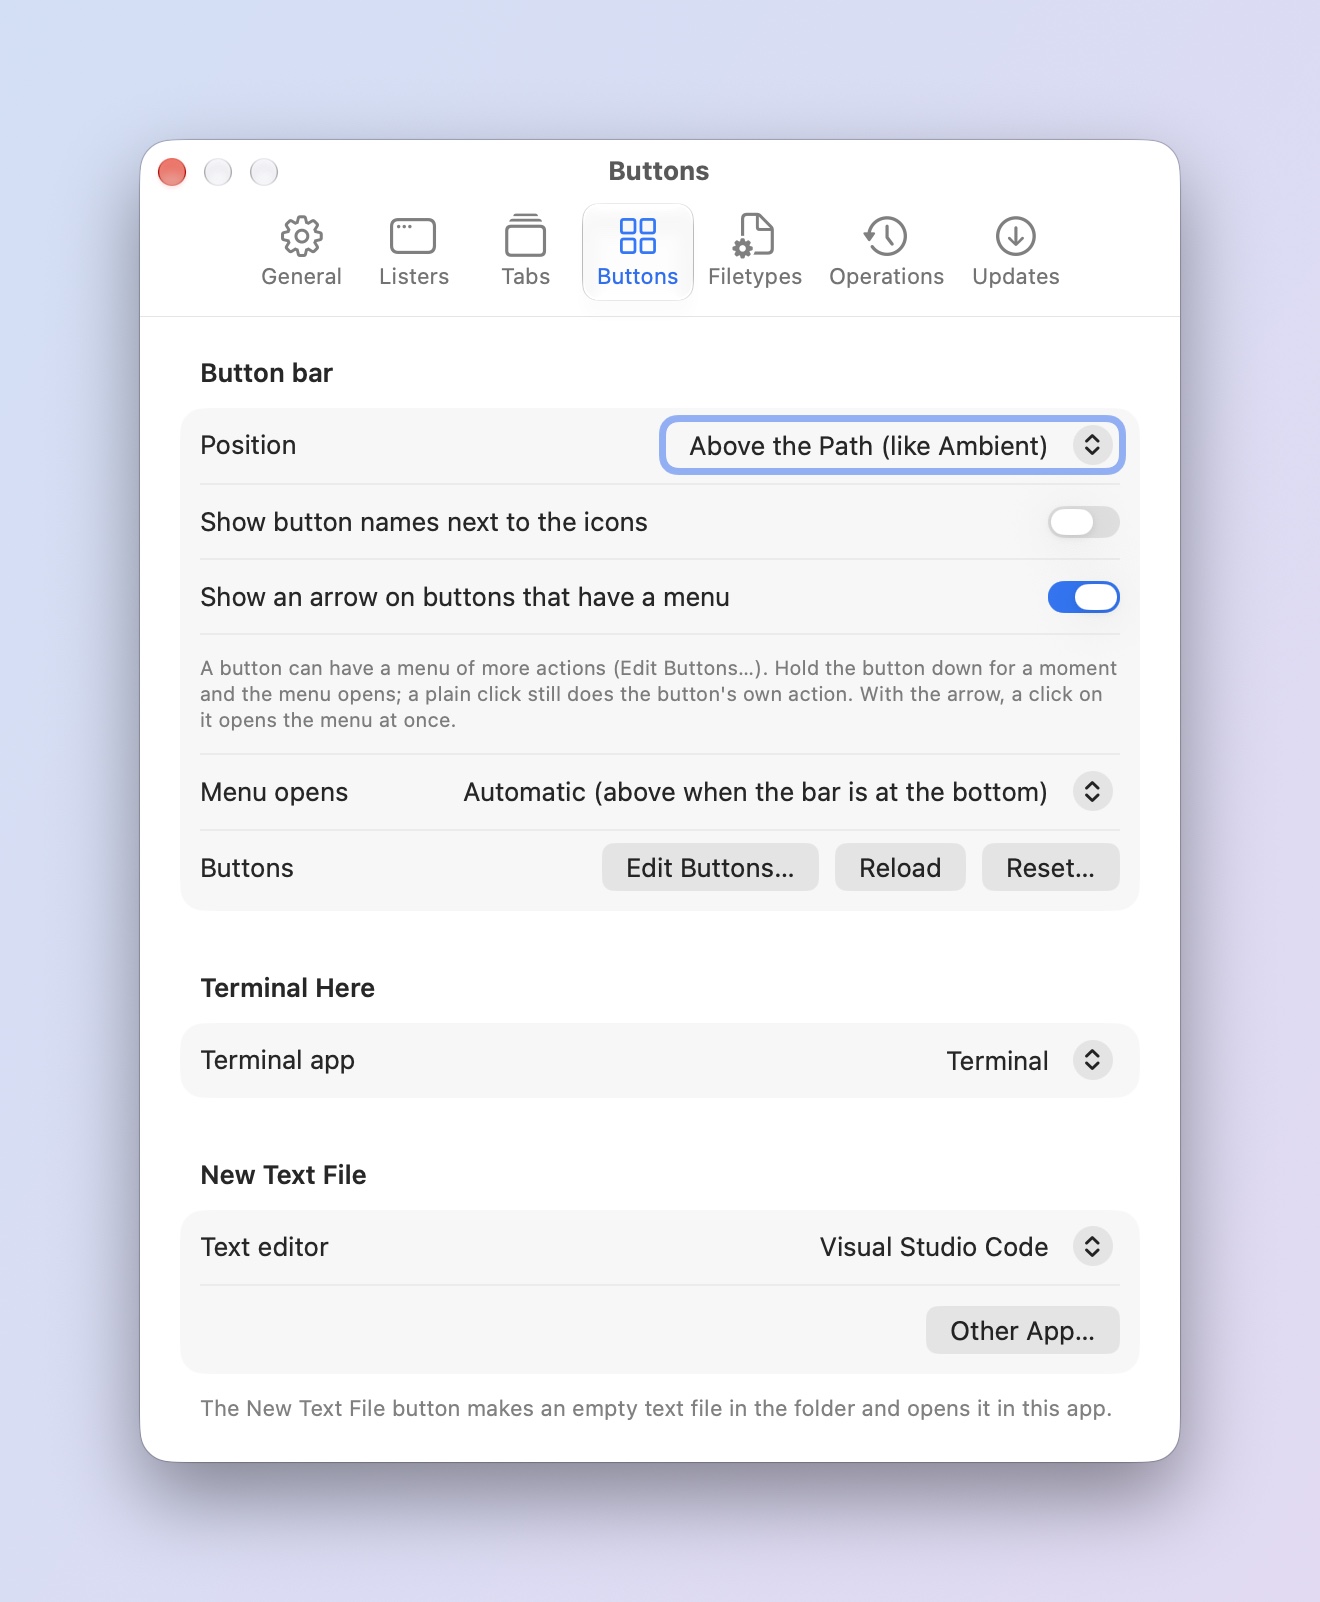 Buttons
General
Listers
Tabs
Buttons
Filetypes
Operations
Updates
Button bar
Position
Above the Path (like Ambient)
Show button names next to the icons
Show an arrow on buttons that have a menu
A button can have a menu of more actions (Edit Buttons...). Hold the button down for a moment
and the menu opens; a plain click still does the button's own action. With the arrow, a click on
it opens the menu at once.
Menu opens
Automatic (above when the bar is at the bottom)
Buttons
Edit Buttons...
Reload
Reset...
Terminal Here
Terminal app
Terminal
New Text File
Text editor
Visual Studio Code
Other App...
The New Text File button makes an empty text file in the folder and opens it in this app.